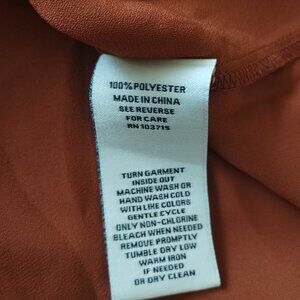 100% POLYESTER
MADE IN CHINA
SEE REVERSE
FOR CARE
RN 103715
TURN GARMENT
INSIDE OUT
MACHINE WASH OR
HAND WASH COLD
WITH LIKE COLORS
GENTLE CYCLE
ONLY NON-CHLORINE
BLEACH WHEN NEEDED
REMOVE PROMPTLY
TUMBLE DRY LOW
WARM IRON
IF NEEDED
OR DRY CLEAN